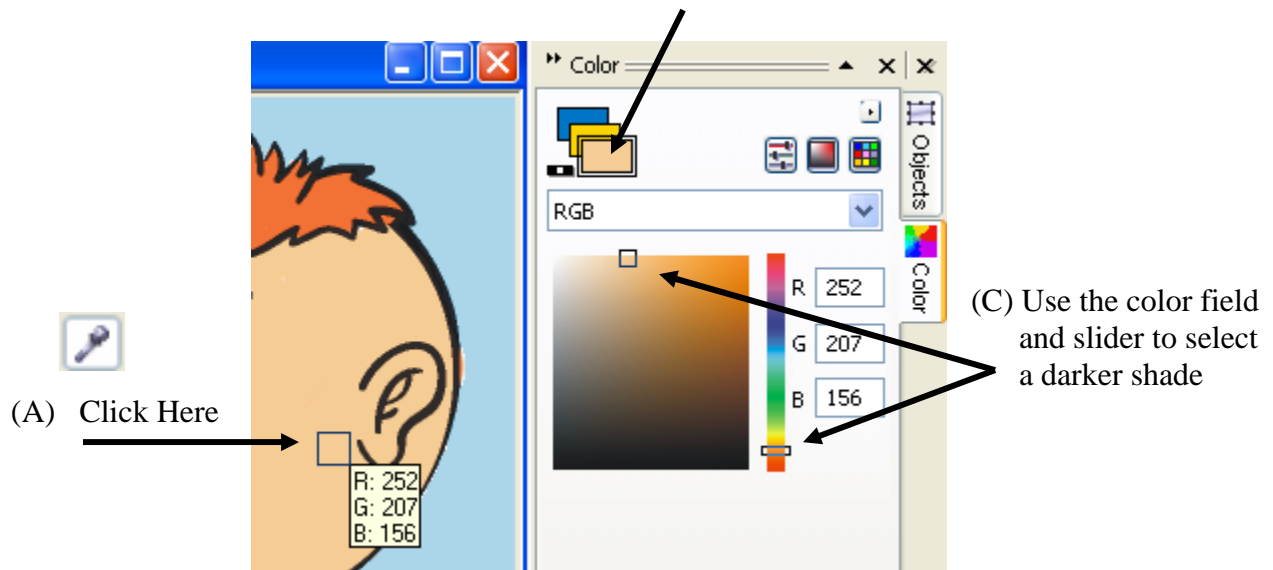 Color
Objects
RGB
Color
R 252
G 207
B 156
(C) Use the color field
and slider to select
a darker shade
(A) Click Here
R: 252
G: 207
B: 156